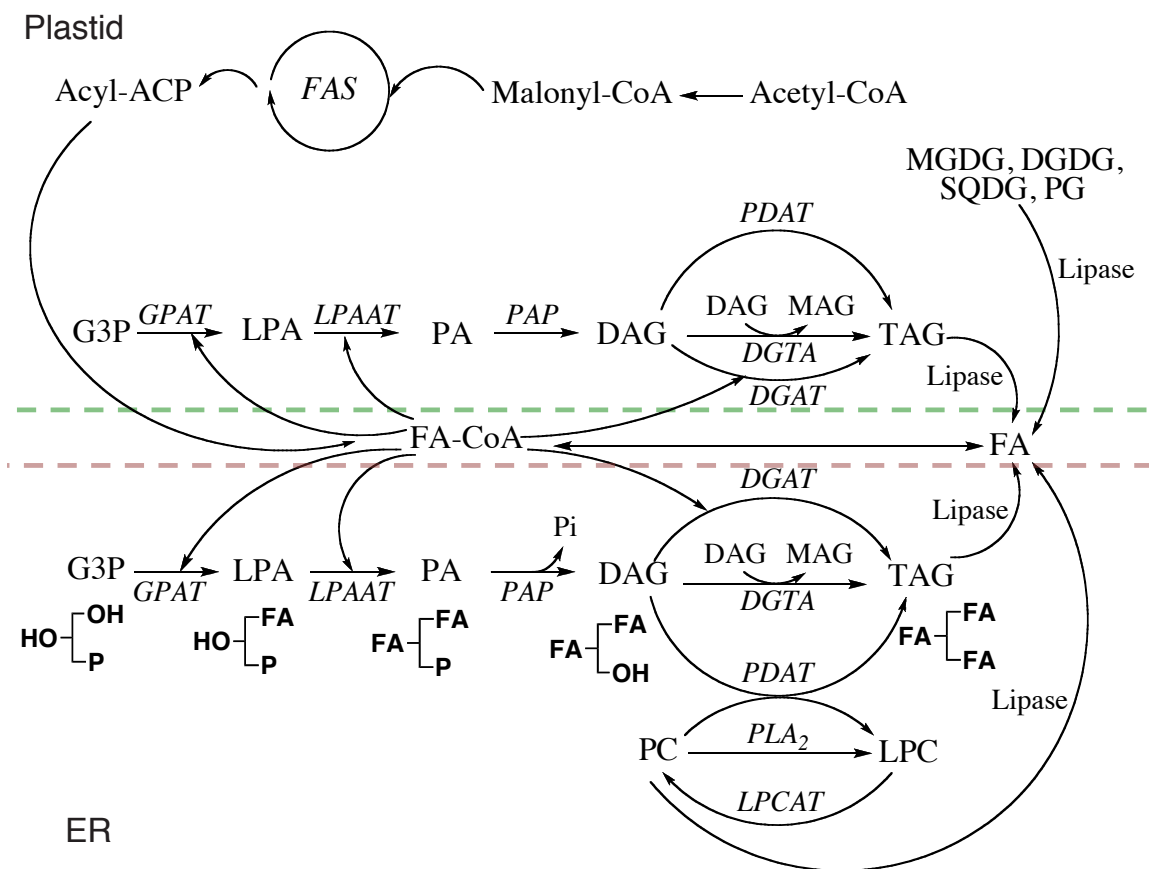 Plastid
Acyl-ACP
FAS
Malonyl-CoA
Acetyl-CoA
MGDG, DGDG,
SQDG, PG
Lipase
PDAT
G3P
GPAT
LPA
LPAAT
PA
PAP
DAG
DAG
MAG
DGTA
DGAT
TAG
Lipase
FA-CoA
FA
DGAT
Lipase
Pi
G3P
GPAT
LPA
LPAAT
PA
PAP
DAG
DAG
MAG
DGTA
TAG
HO
OH
P
HO
FA
P
FA
FA
P
FA
FA
OH
FA
FA
FA
PDAT
Lipase
PC
PLA2
LPC
LPCAT
ER